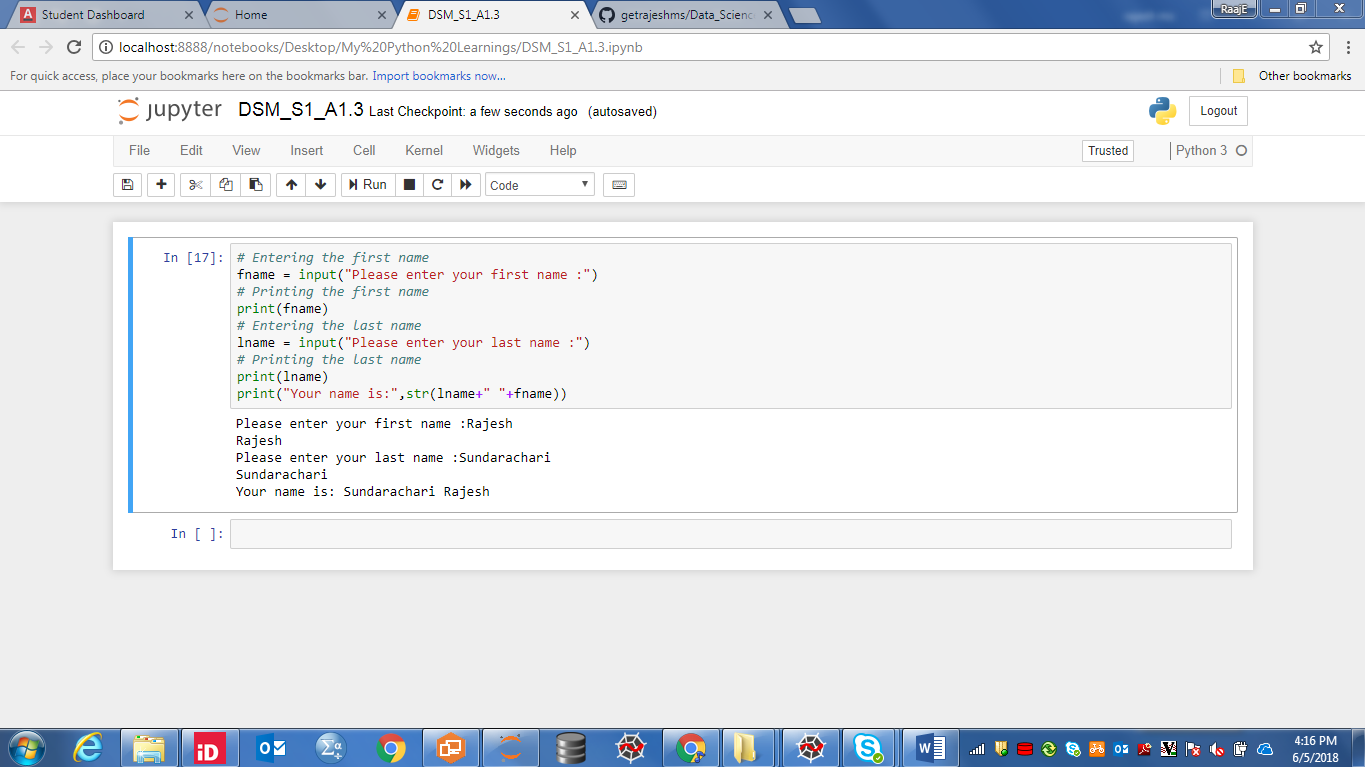 Student Dashboard
Home
DSM_S1_A1.3
getrajeshms/Data_Scienc
RaajE
localhost:8888/notebooks/Desktop/My%20Python%20Learnings/DSM_S1_A1.3.ipynb
For quick access, place your bookmarks here on the bookmarks bar. Import bookmarks now...
Other bookmarks
jupyter DSM_S1_A1.3 Last Checkpoint: a few seconds ago (autosaved)
Logout
File Edit View Insert Cell Kernel Widgets Help
Trusted
Python 3
Run
Code
In [17]:
# Entering the first name
fname = input("Please enter your first name :")
# Printing the first name
print(fname)
# Entering the last name
lname = input("Please enter your last name :")
# Printing the last name
print(lname)
print("Your name is:",str(lname+" "+fname))
Please enter your first name :Rajesh
Rajesh
Please enter your last name :Sundarachari
Sundarachari
Your name is: Sundarachari Rajesh
In [ ]:
4:16 PM
6/5/2018